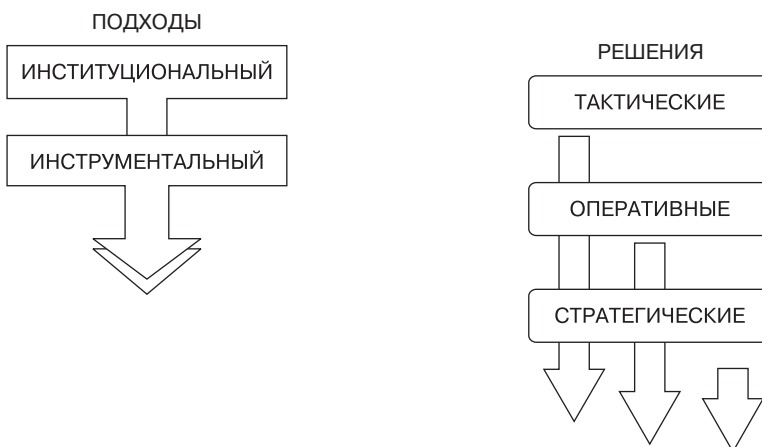 ПОДХОДЫ
ИНСТИТУЦИОНАЛЬНЫЙ
ИНСТРУМЕНТАЛЬНЫЙ
РЕШЕНИЯ
ТАКТИЧЕСКИЕ
ОПЕРАТИВНЫЕ
СТРАТЕГИЧЕСКИЕ